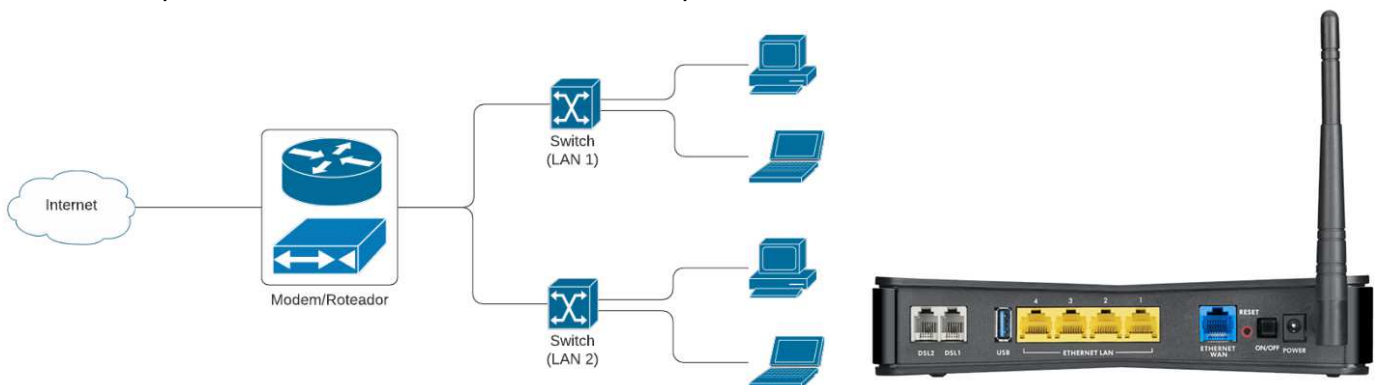 Internet
Modem/Roteador
Switch
(LAN 1)
Switch
(LAN 2)
4 3 2 1
DSL2 DSL1
USB
ETHERNET LAN
ETHERNET
WAN
RESET
ON/OFF
POWER